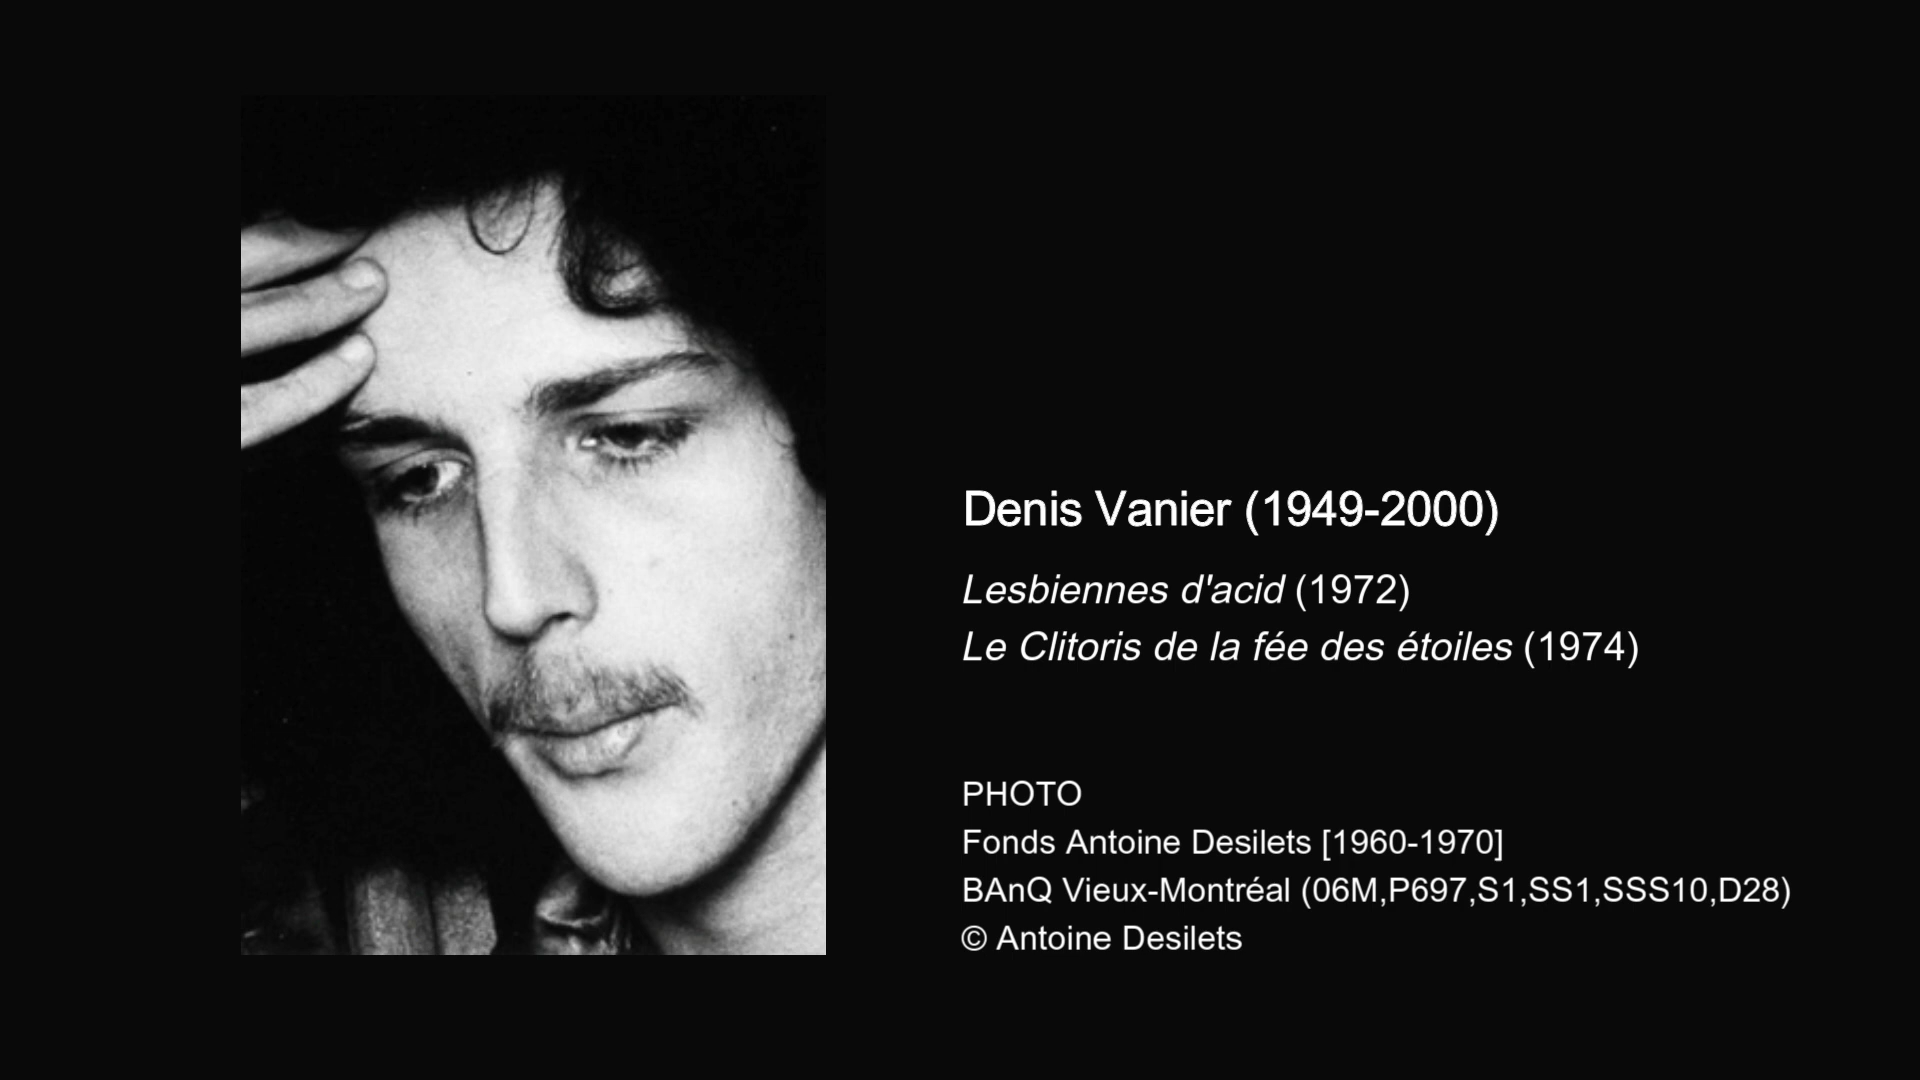 Denis Vanier (1949-2000)
Lesbiennes d'acid (1972)
Le Clitoris de la fée des étoiles (1974)
PHOTO
Fonds Antoine Desilets [1960-1970]
BAnQ Vieux-Montréal (06M,P697,S1,SS1,SSS10,D28)
© Antoine Desilets